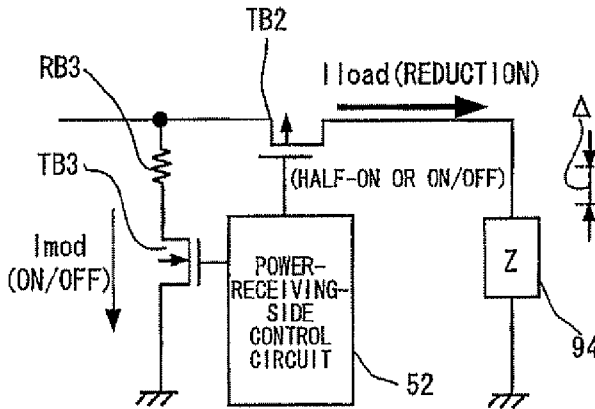 TB2
RB3
Iload(REDUCTION)
Δ
TB3
(HALF-ON OR ON/OFF)
Imod
(ON/OFF)
POWER-
RECEIVING-
SIDE
CONTROL
CIRCUIT
Z
94
52